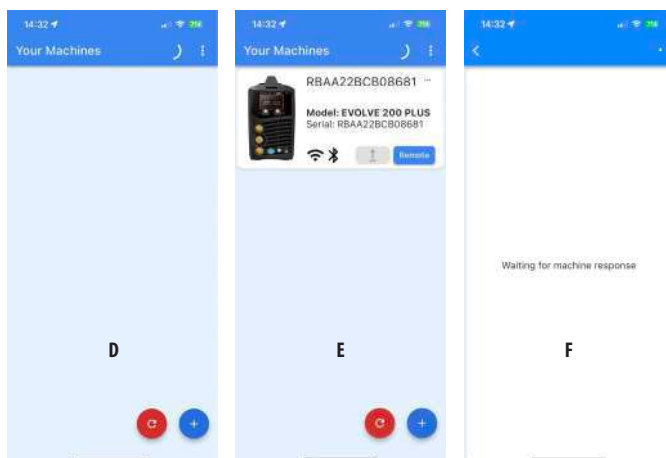 14:32
Your Machines
D
14:32
Your Machines
RBAA22BCB08681
Model: EVOLVE 200 PLUS
Serial: RBAA22BCB08681
Remote
E
14:32
Waiting for machine response
F